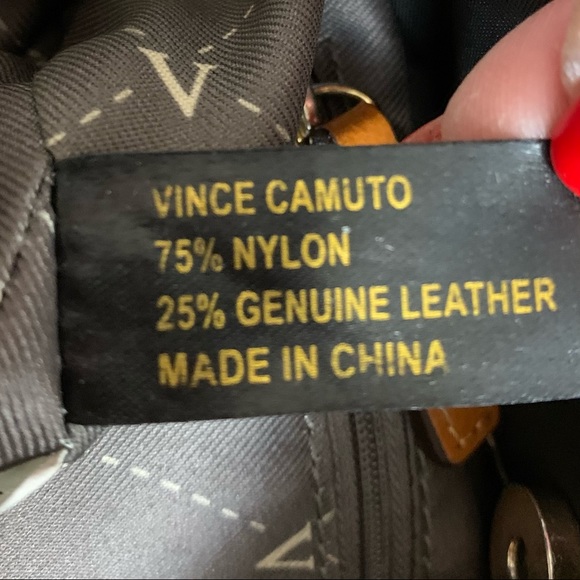 V
VINCE CAMUTO
75% NYLON
25% GENUINE LEATHER
MADE IN CHINA
V